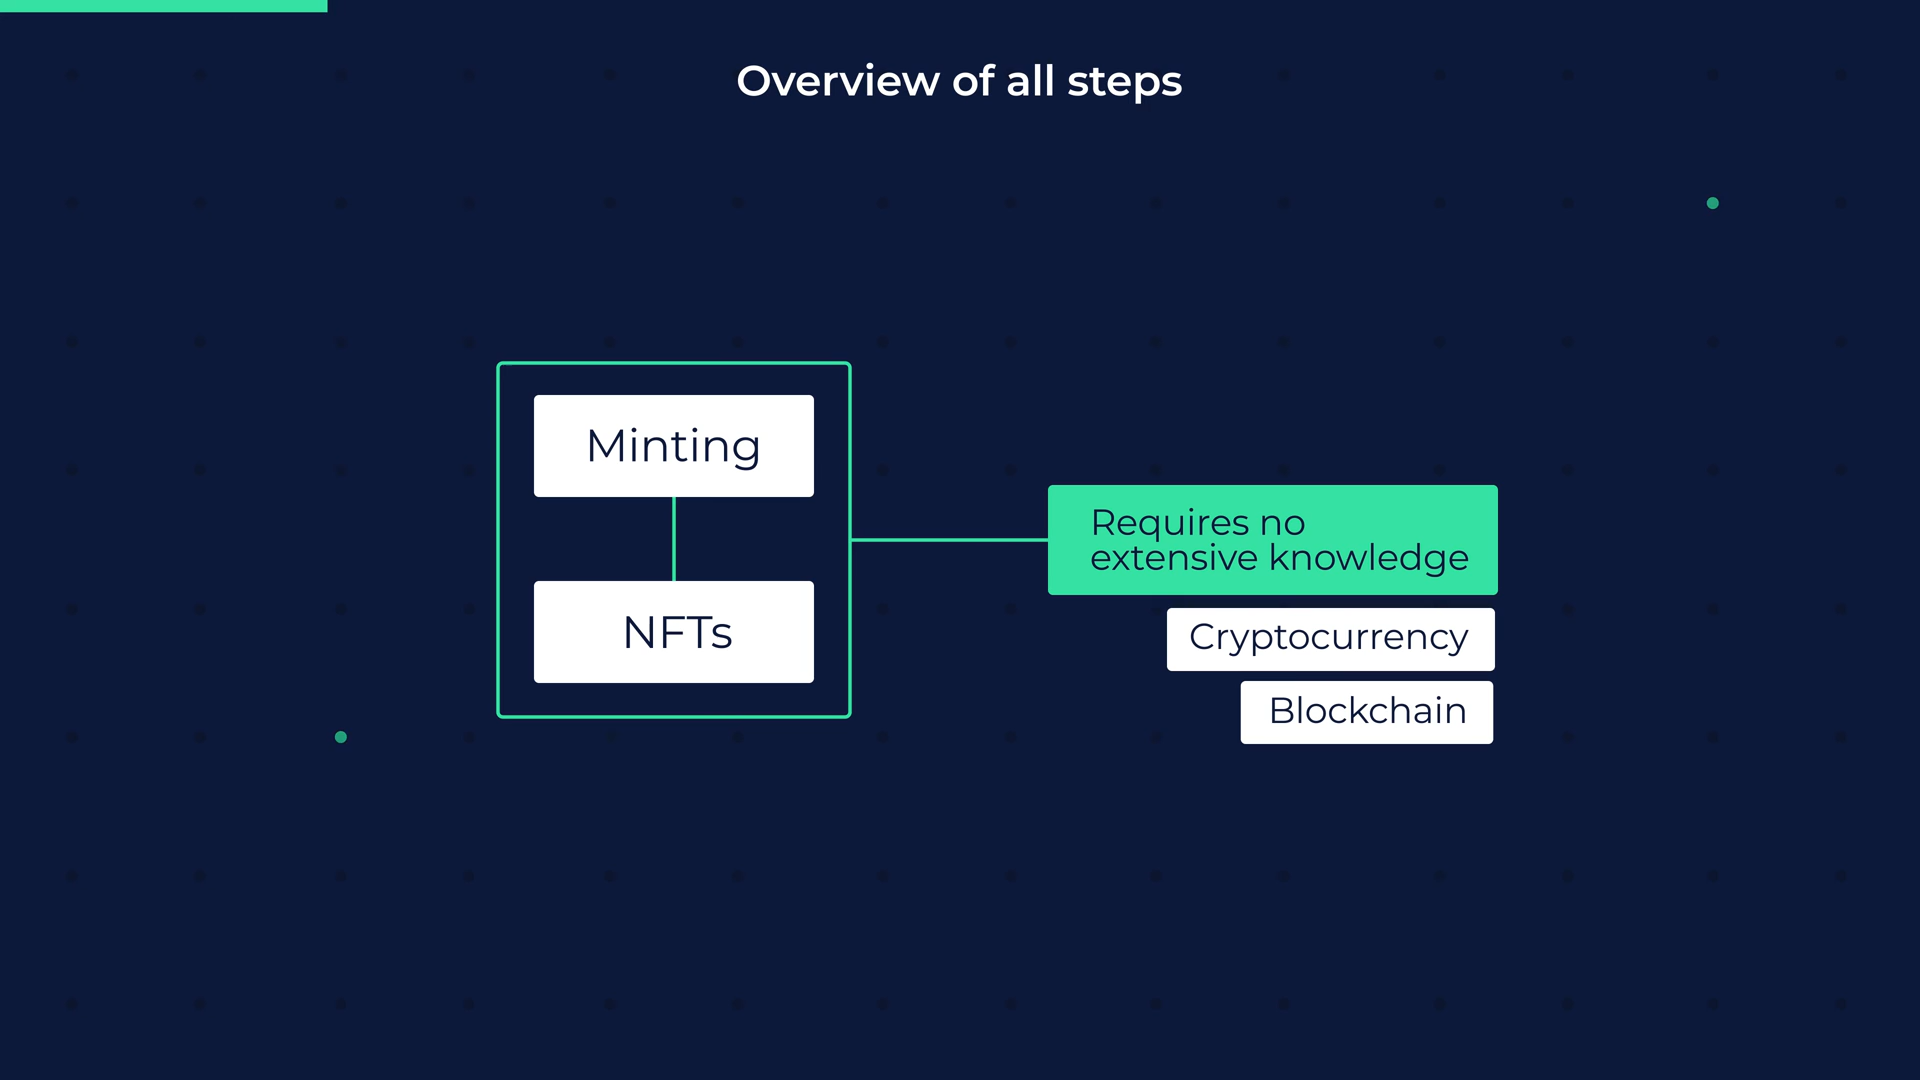 Overview of all steps
Minting
NFTs
Requires no
extensive knowledge
Cryptocurrency
Blockchain